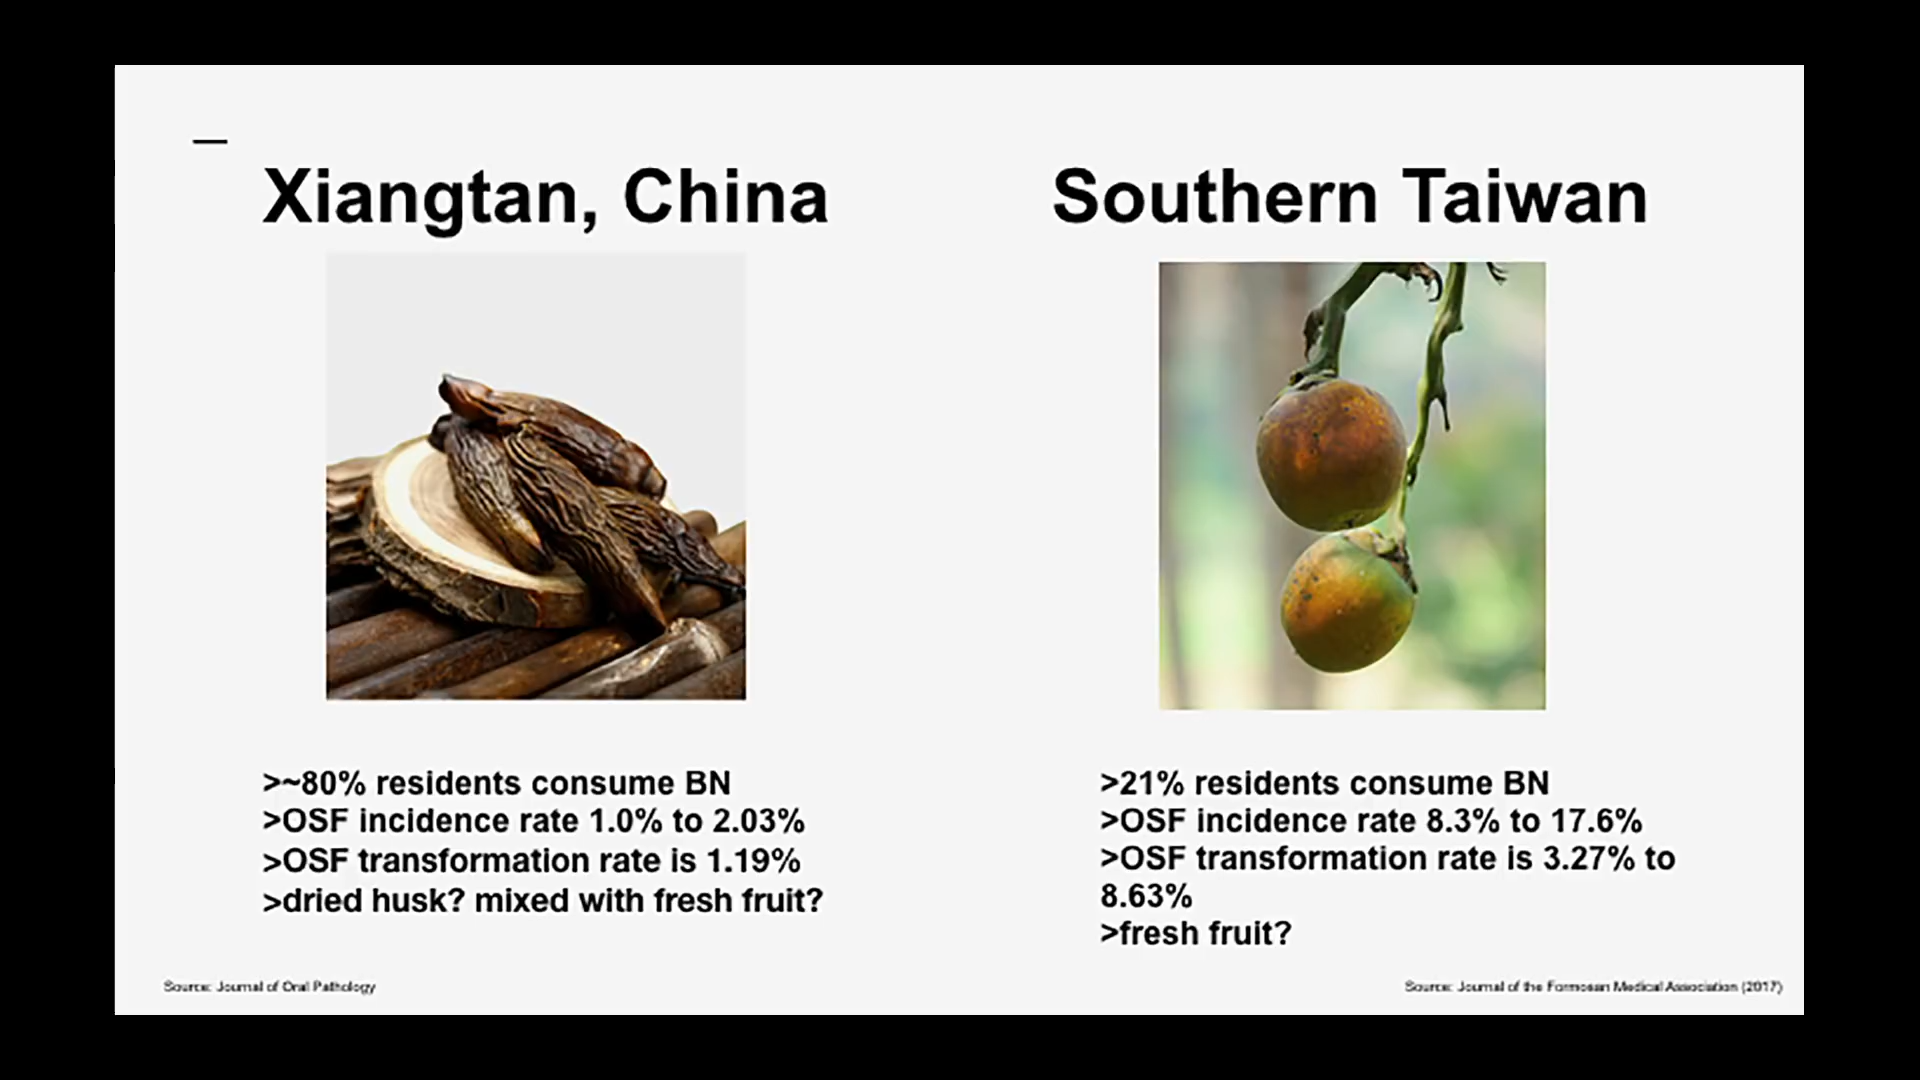 Xiangtan, China
>~80% residents consume BN
>OSF incidence rate 1.0% to 2.03%
>OSF transformation rate is 1.19%
>dried husk? mixed with fresh fruit?
Source: Journal of Oral Pathology
Southern Taiwan
>21% residents consume BN
>OSF incidence rate 8.3% to 17.6%
>OSF transformation rate is 3.27% to
8.63%
>fresh fruit?
Source: Journal of the Formosan Medical Association (2017)